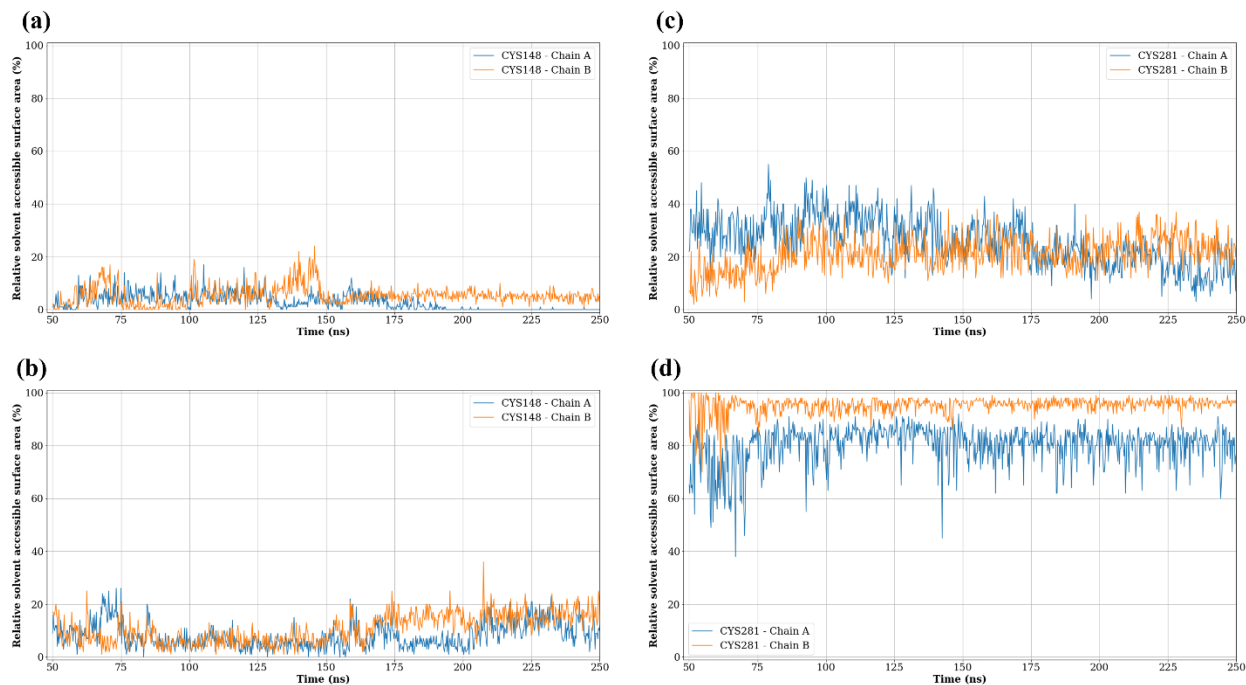 (a)
Relative solvent accessible surface area (%)
100
80
60
40
20
0
CYS148 - Chain A
CYS148 - Chain B
50 75 100 125 150 175 200 225 250
Time (ns)
(c)
Relative solvent accessible surface area (%)
100
80
60
40
20
0
CYS281 - Chain A
CYS281 - Chain B
50 75 100 125 150 175 200 225 250
Time (ns)
(b)
Relative solvent accessible surface area (%)
100
80
60
40
20
0
CYS148 - Chain A
CYS148 - Chain B
50 75 100 125 150 175 200 225 250
Time (ns)
(d)
Relative solvent accessible surface area (%)
100
80
60
40
20
0
CYS281 - Chain A
CYS281 - Chain B
50 75 100 125 150 175 200 225 250
Time (ns)